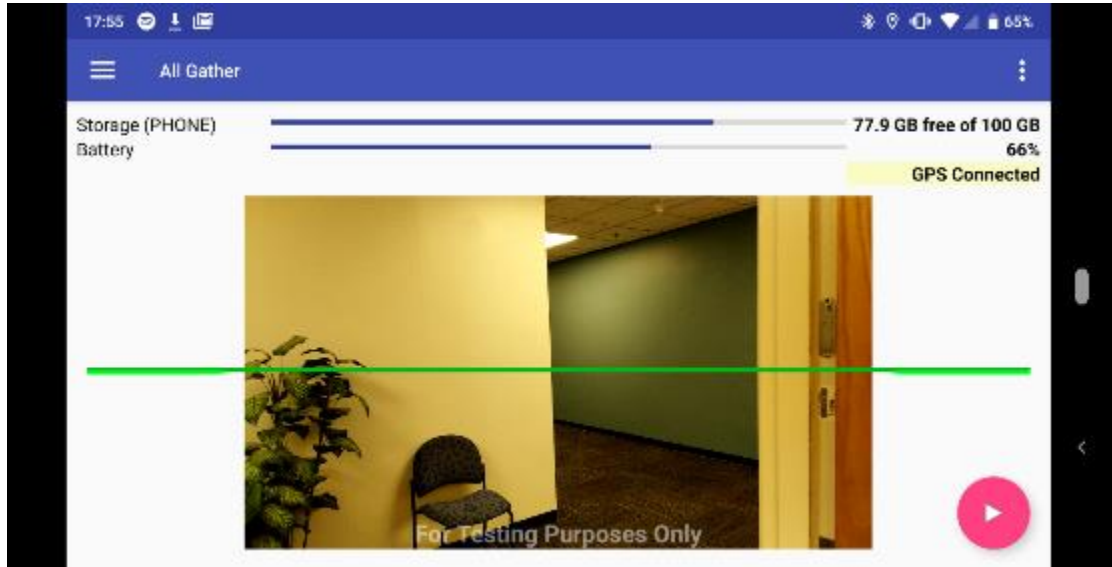 17:55 65%
All Gather
Storage (PHONE) 77.9 GB free of 100 GB
Battery 66%
GPS Connected
For Testing Purposes Only